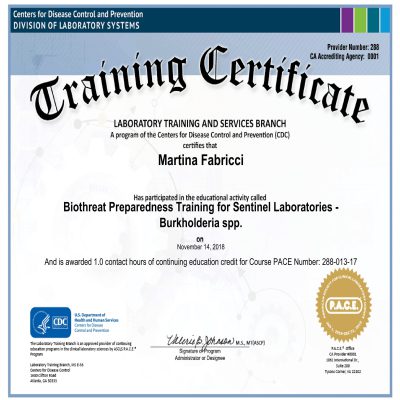 Centers for Disease Control and Prevention
DIVISION OF LABORATORY SYSTEMS
Provider Number: 288
CA Accrediting Agency: 0001
Training Certificate
LABORATORY TRAINING AND SERVICES BRANCH
A program of the Centers for Disease Control and Prevention (CDC)
certifies that
Martina Fabricci
Has participated in the educational activity called
Biothreat Preparedness Training for Sentinel Laboratories -
Burkholderia spp.
on
November 14, 2018
And is awarded 1.0 contact hours of continuing education credit for Course PACE Number: 288-013-17
P.A.C.E.
CDC
U.S. Department of
Health and Human Services
Centers for Disease
Control and Prevention
The Laboratory Training Branch is an approved provider of continuing
education programs in the clinical laboratory sciences by ASCLS P.A.C.E.®
Program
Laboratory Training Branch, MS E-56
Centers for Disease Control
1600 Clifton Road
Atlanta, GA 30333
Valerie B Johnson M.S., MT(ASCP)
Signature of Program
Administrator or Designee
P.A.C.E.® office
CA Provider #0001
1861 International Dr.,
Suite 200
Tysons Corner, VA 22102